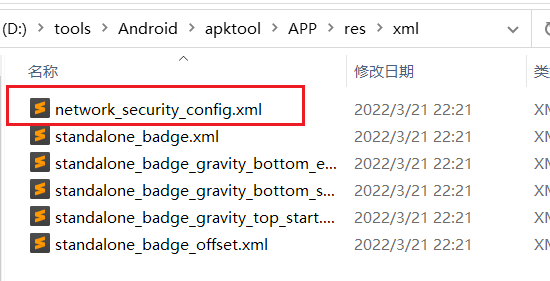 (D:) > tools > Android > apktool > APP > res > xml
名称 修改日期 类
network_security_config.xml 2022/3/21 22:21 XM
standalone_badge.xml 2022/3/21 22:21 XM
standalone_badge_gravity_bottom_e... 2022/3/21 22:21 XM
standalone_badge_gravity_bottom_s... 2022/3/21 22:21 XM
standalone_badge_gravity_top_start.... 2022/3/21 22:21 XM
standalone_badge_offset.xml 2022/3/21 22:21 XM